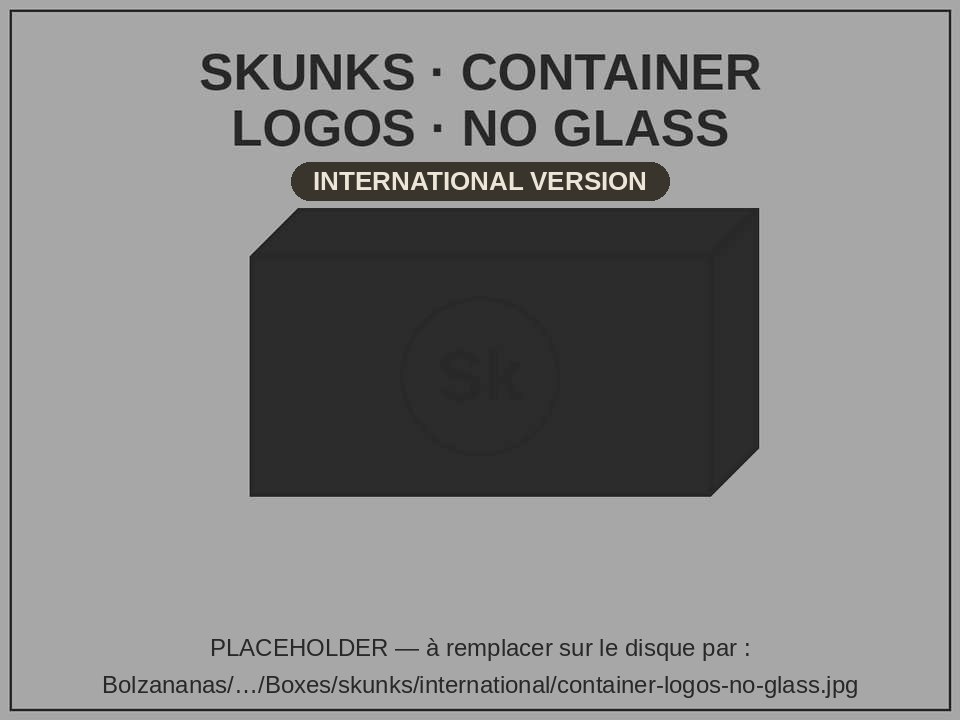 SKUNKS · CONTAINER
LOGOS · NO GLASS
INTERNATIONAL VERSION
Sk
PLACEHOLDER — à remplacer sur le disque par :
Bolzananas/…/Boxes/skunks/international/container-logos-no-glass.jpg